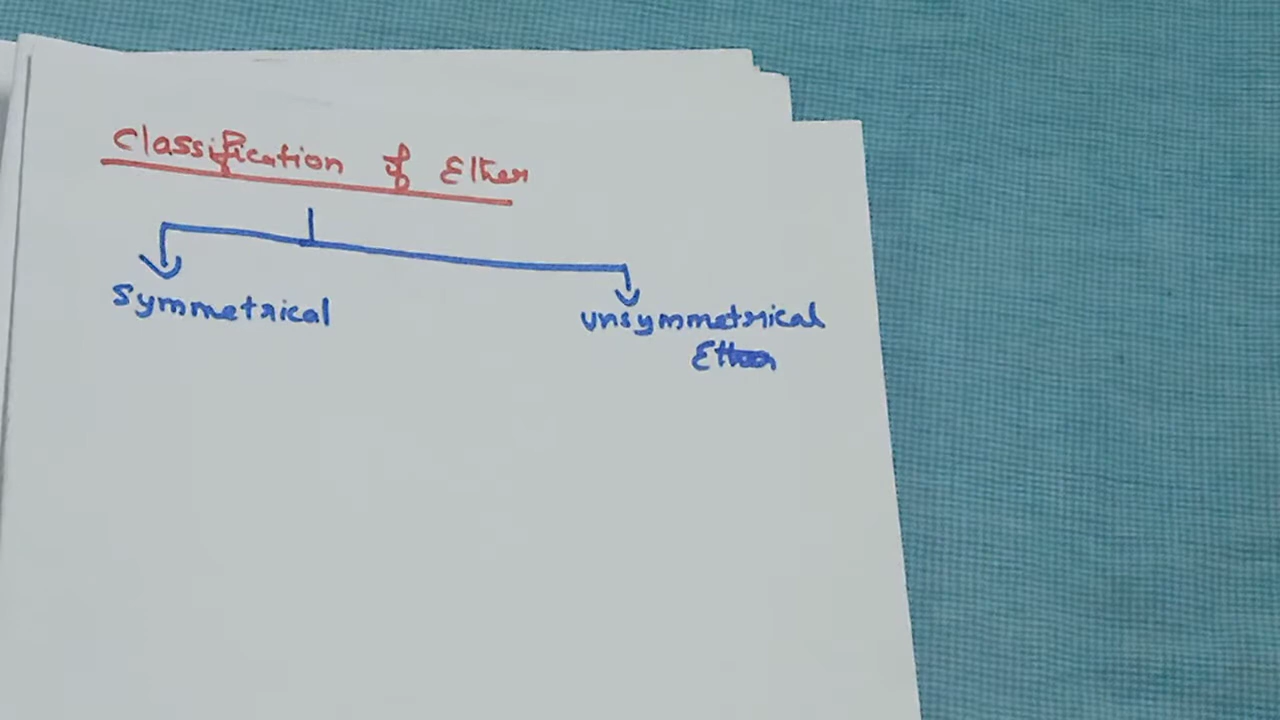 Classification of Ether
Symmetrical
Unsymmetrical
Ether